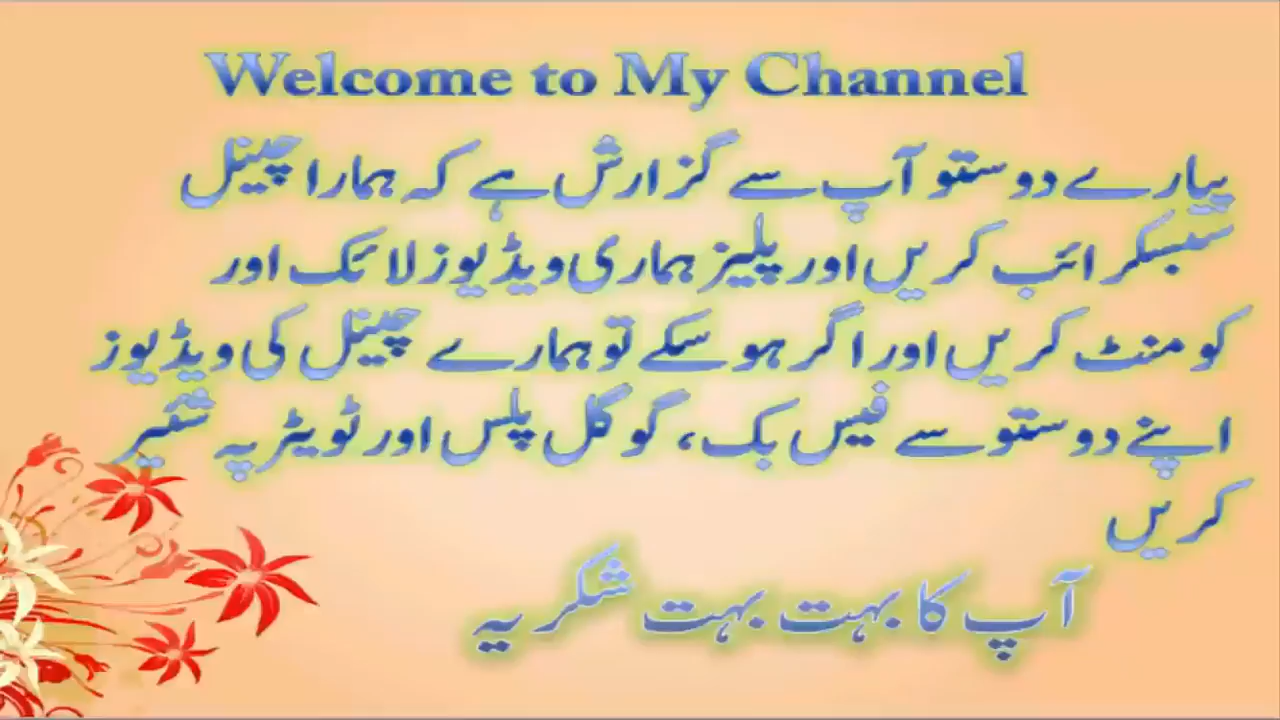 Welcome to My Channel
پیارے دوستو آپ سے گزارش ہے کہ ہمارا چینل
سبسکرائب کریں اور پلیز ہماری ویڈیوز لائک اور
کومنٹ کریں اور اگر ہو سکے تو ہمارے چینل کی ویڈیوز
اپنے دوستو سے فیس بک، گوگل پلس اور ٹویٹر پہ شئیر
کریں
آپ کا بہت بہت شکریہ